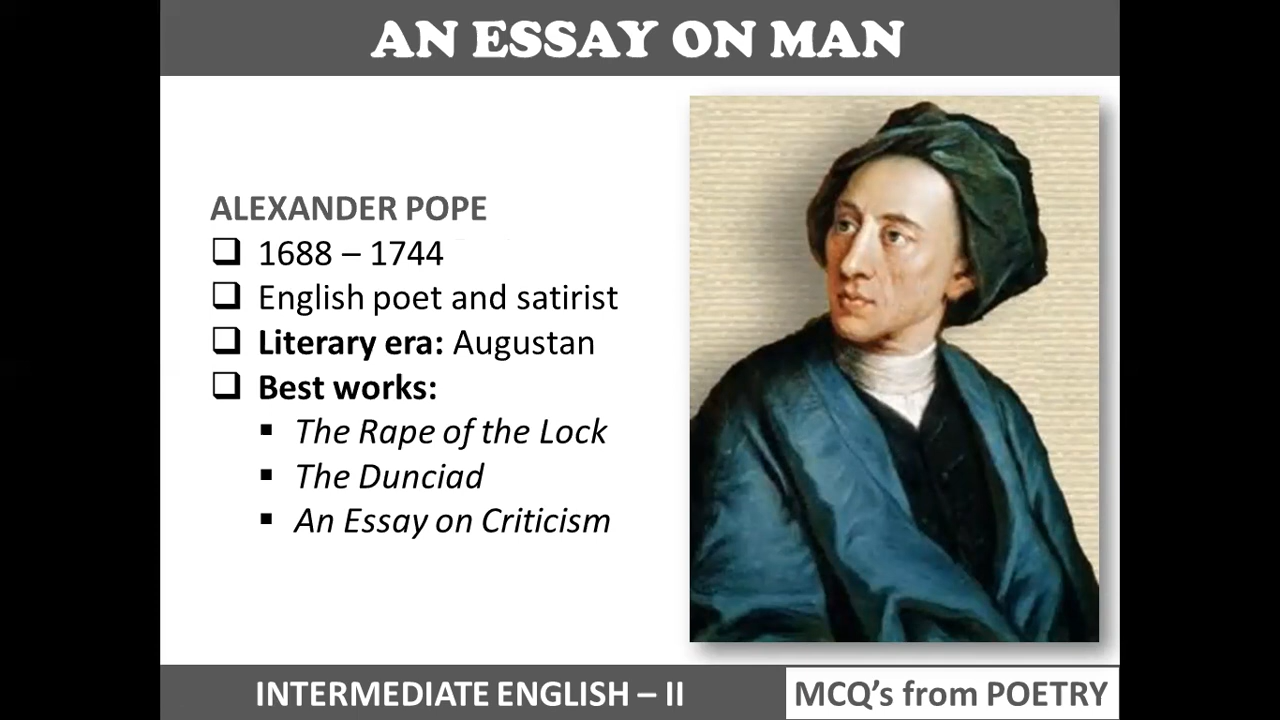 AN ESSAY ON MAN
ALEXANDER POPE
1688 – 1744
English poet and satirist
Literary era: Augustan
Best works:
The Rape of the Lock
The Dunciad
An Essay on Criticism
INTERMEDIATE ENGLISH – II
MCQ's from POETRY